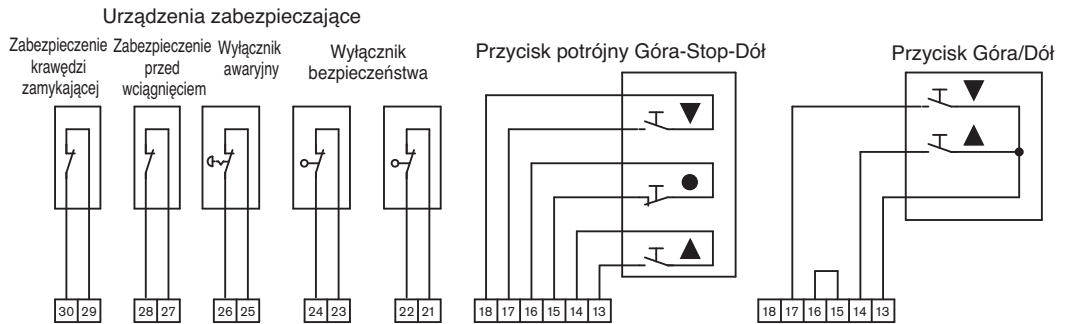 Urządzenia zabezpieczające
Zabezpieczenie
krawędzi
zamykającej
Zabezpieczenie
przed
wciągnięciem
Wyłącznik
awaryjny
Wyłącznik
bezpieczeństwa
Przycisk potrójny Góra-Stop-Dół
Przycisk Góra/Dół
30 29 28 27 26 25 24 23 22 21 18 17 16 15 14 13 18 17 16 15 14 13